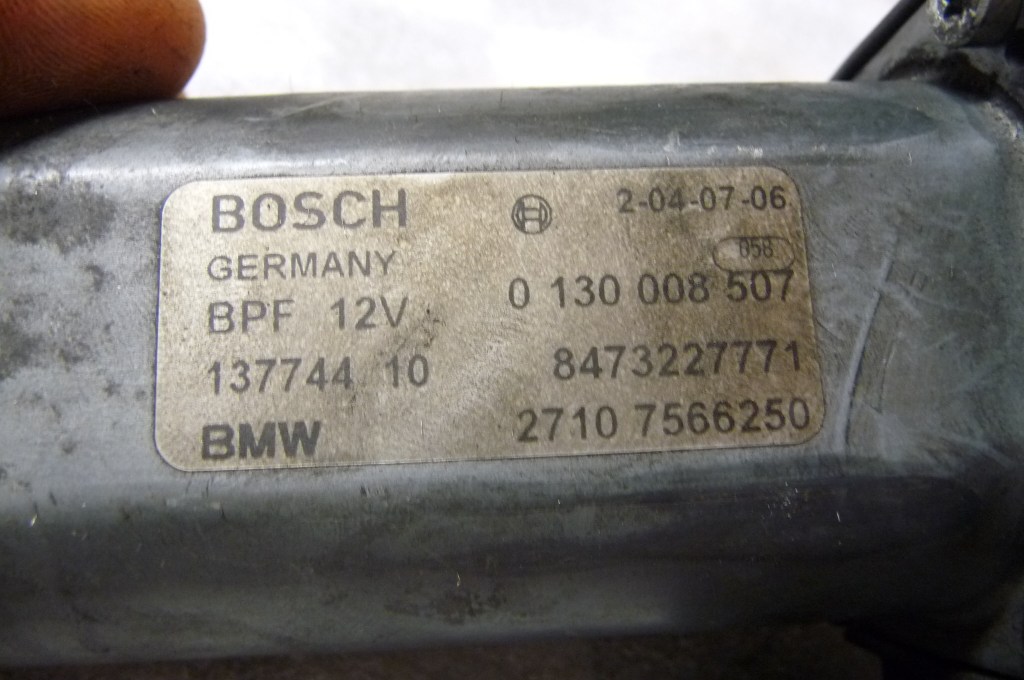 BOSCH 2-04-07-06
058
GERMANY
BPF 12V 0 130 008 507
137744 10 8473227771
BMW 2710 7566250